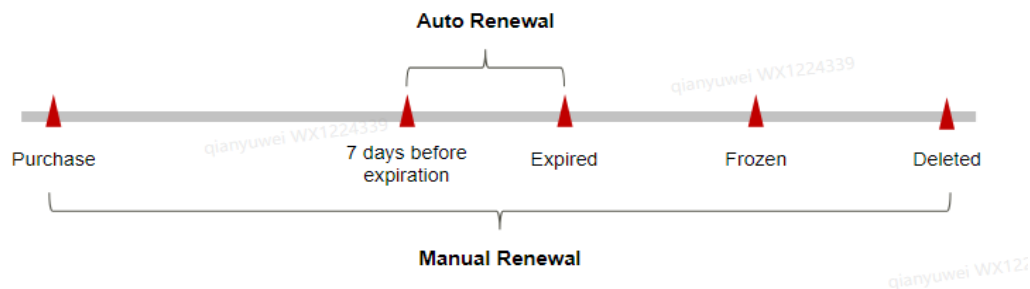 Auto Renewal
qianyuwei WX1224339
qianyuwei WX1224339
Purchase
7 days before
expiration
Expired
Frozen
Deleted
Manual Renewal
qianyuwei WX122